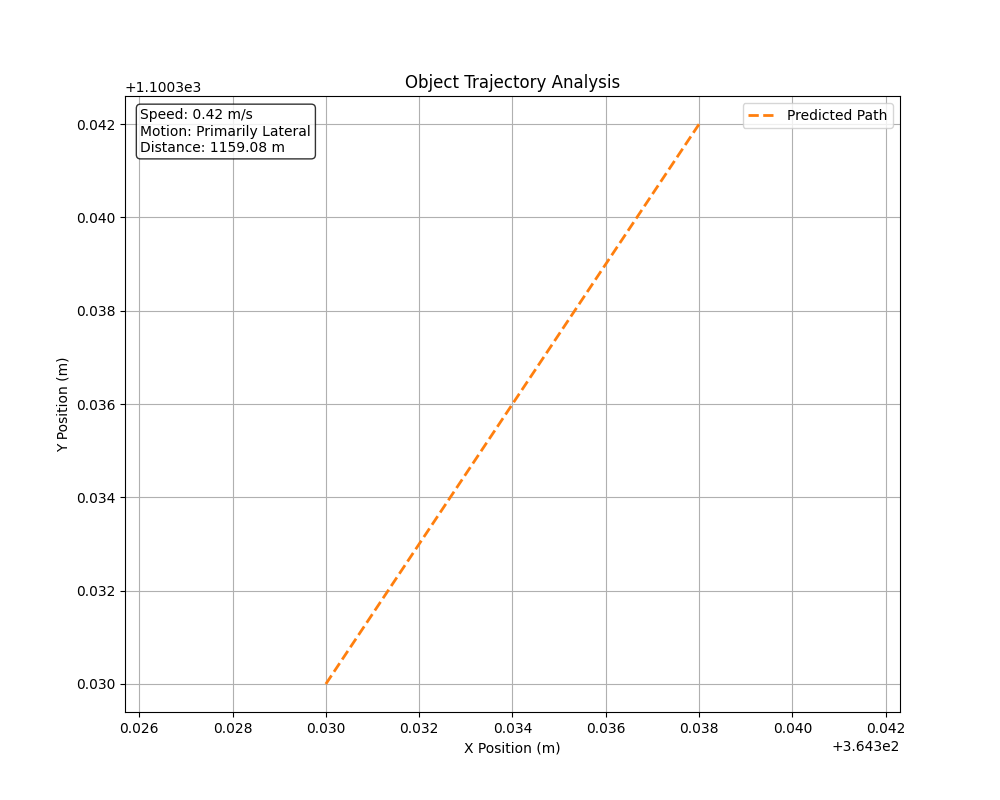 Object Trajectory Analysis
+1.1003e3
Speed: 0.42 m/s
Motion: Primarily Lateral
Distance: 1159.08 m
Predicted Path
0.042
0.040
0.038
0.036
0.034
0.032
0.030
Y Position (m)
0.026 0.028 0.030 0.032 0.034 0.036 0.038 0.040 0.042
X Position (m)
+3.643e2